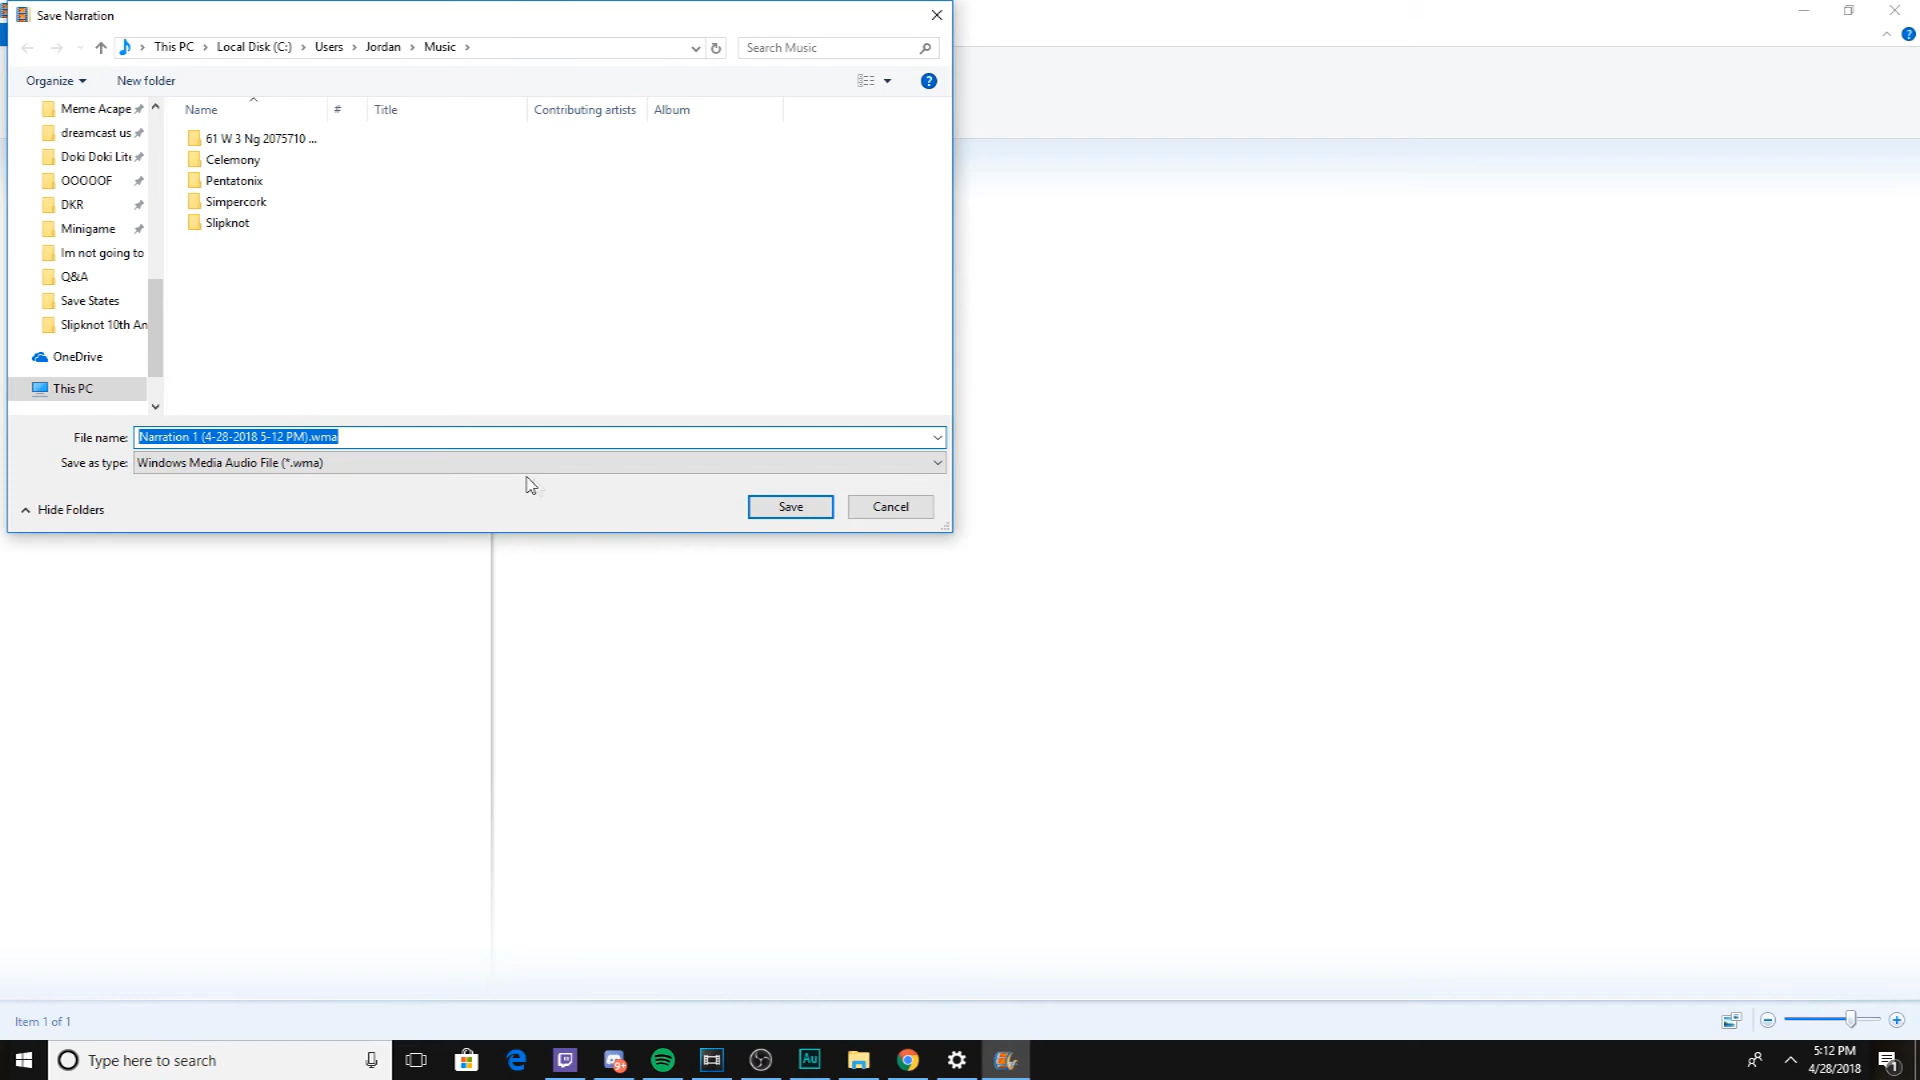 Save Narration
This PC > Local Disk (C:) > Users > Jordan > Music >
Search Music
Organize
New folder
?
Meme Acape
dreamcast us
Doki Doki Lite
OOOOOF
DKR
Minigame
Im not going to
Q&A
Save States
Slipknot 10th An
OneDrive
This PC
Name # Title Contributing artists Album
61 W 3 Ng 2075710 ...
Celemony
Pentatonix
Simpercork
Slipknot
File name: Narration 1 (4-28-2018 5-12 PM).wma
Save as type: Windows Media Audio File (*.wma)
Hide Folders
Save
Cancel
?
Item 1 of 1
Type here to search
9+
Au
5:12 PM
4/28/2018
1